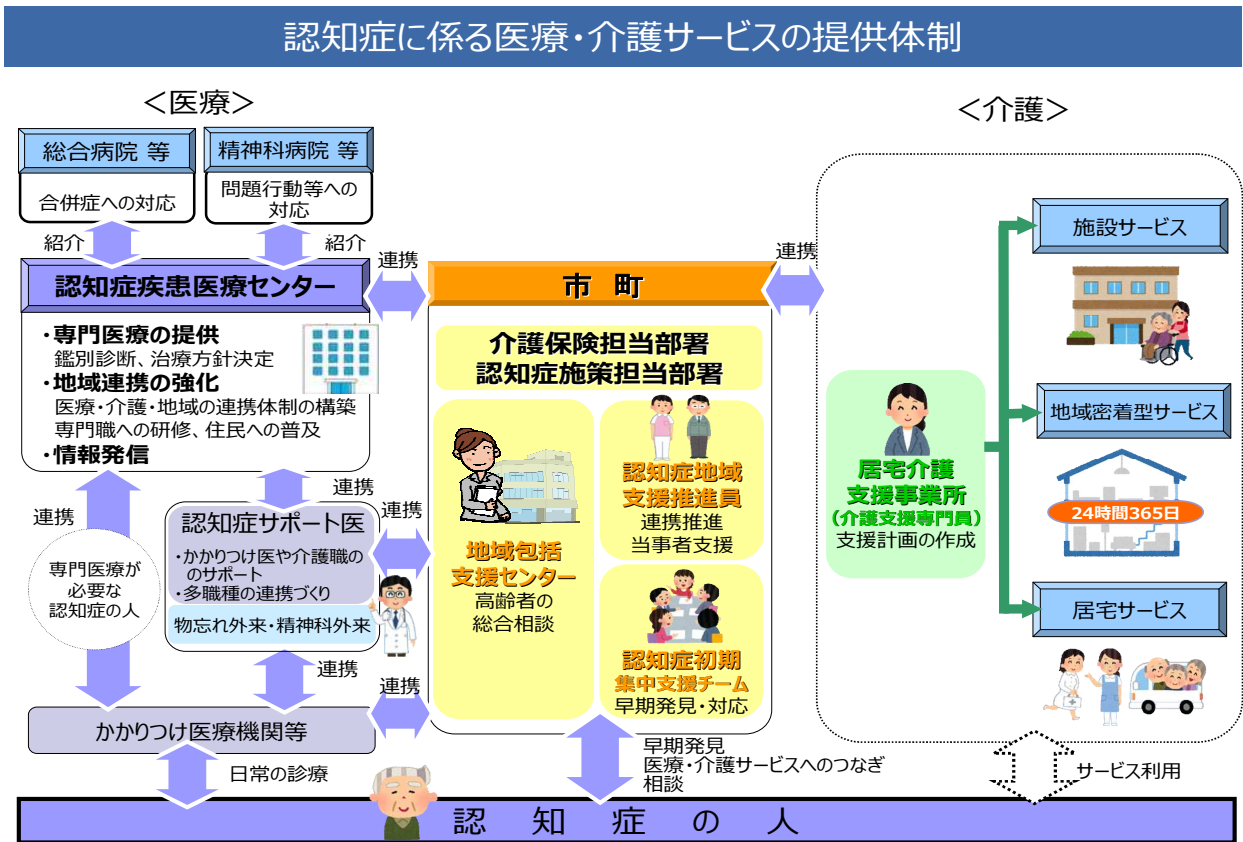 認知症に係る医療・介護サービスの提供体制
＜医療＞
総合病院 等
合併症への対応
精神科病院 等
問題行動等への
対応
紹介
紹介
認知症疾患医療センター
・専門医療の提供
鑑別診断、治療方針決定
・地域連携の強化
医療・介護・地域の連携体制の構築
専門職への研修、住民への普及
・情報発信
連携
連携
専門医療が
必要な
認知症の人
認知症サポート医
・かかりつけ医や介護職の
のサポート
・多職種の連携づくり
物忘れ外来・精神科外来
連携
かかりつけ医療機関等
日常の診療
連携
連携
連携
市 町
介護保険担当部署
認知症施策担当部署
地域包括
支援センター
高齢者の
総合相談
認知症地域
支援推進員
連携推進
当事者支援
認知症初期
集中支援チーム
早期発見・対応
早期発見
医療・介護サービスへのつなぎ
相談
連携
＜介護＞
居宅介護
支援事業所
（介護支援専門員）
支援計画の作成
施設サービス
地域密着型サービス
24時間365日
居宅サービス
サービス利用
認 知 症 の 人